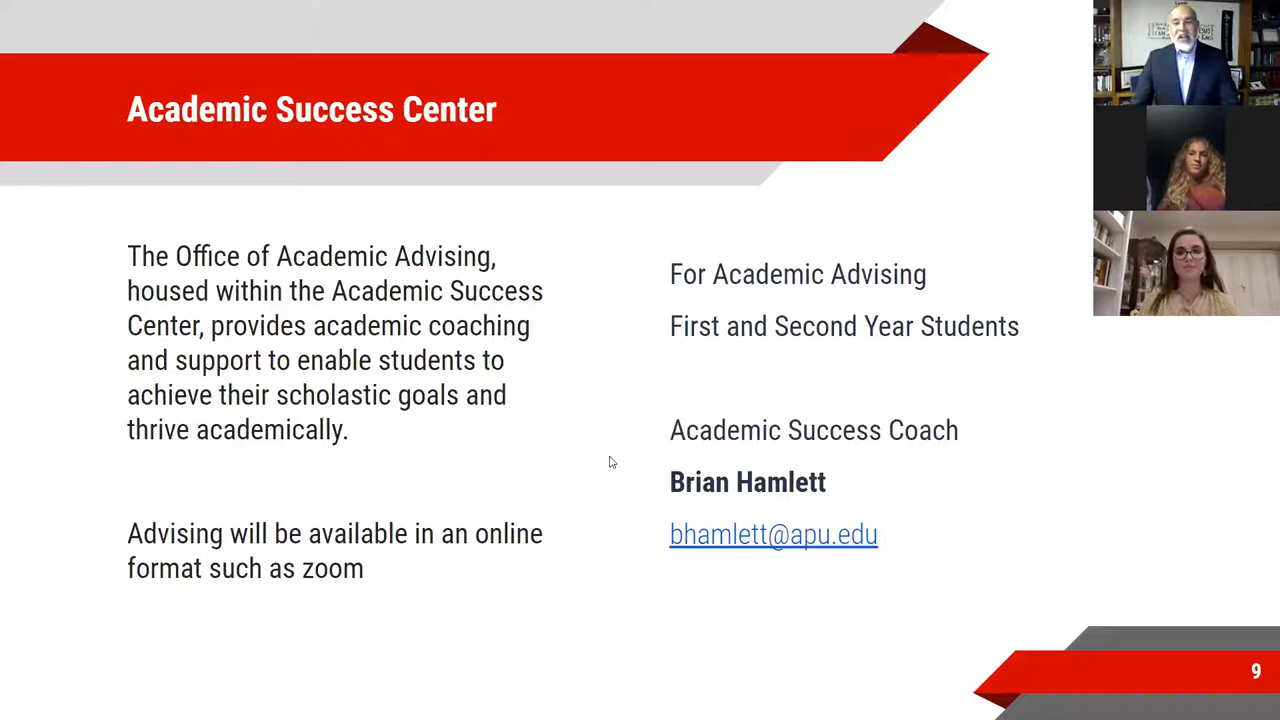 Academic Success Center
The Office of Academic Advising,
housed within the Academic Success
Center, provides academic coaching
and support to enable students to
achieve their scholastic goals and
thrive academically.
Advising will be available in an online
format such as zoom
For Academic Advising
First and Second Year Students
Academic Success Coach
Brian Hamlett
bhamlett@apu.edu
9